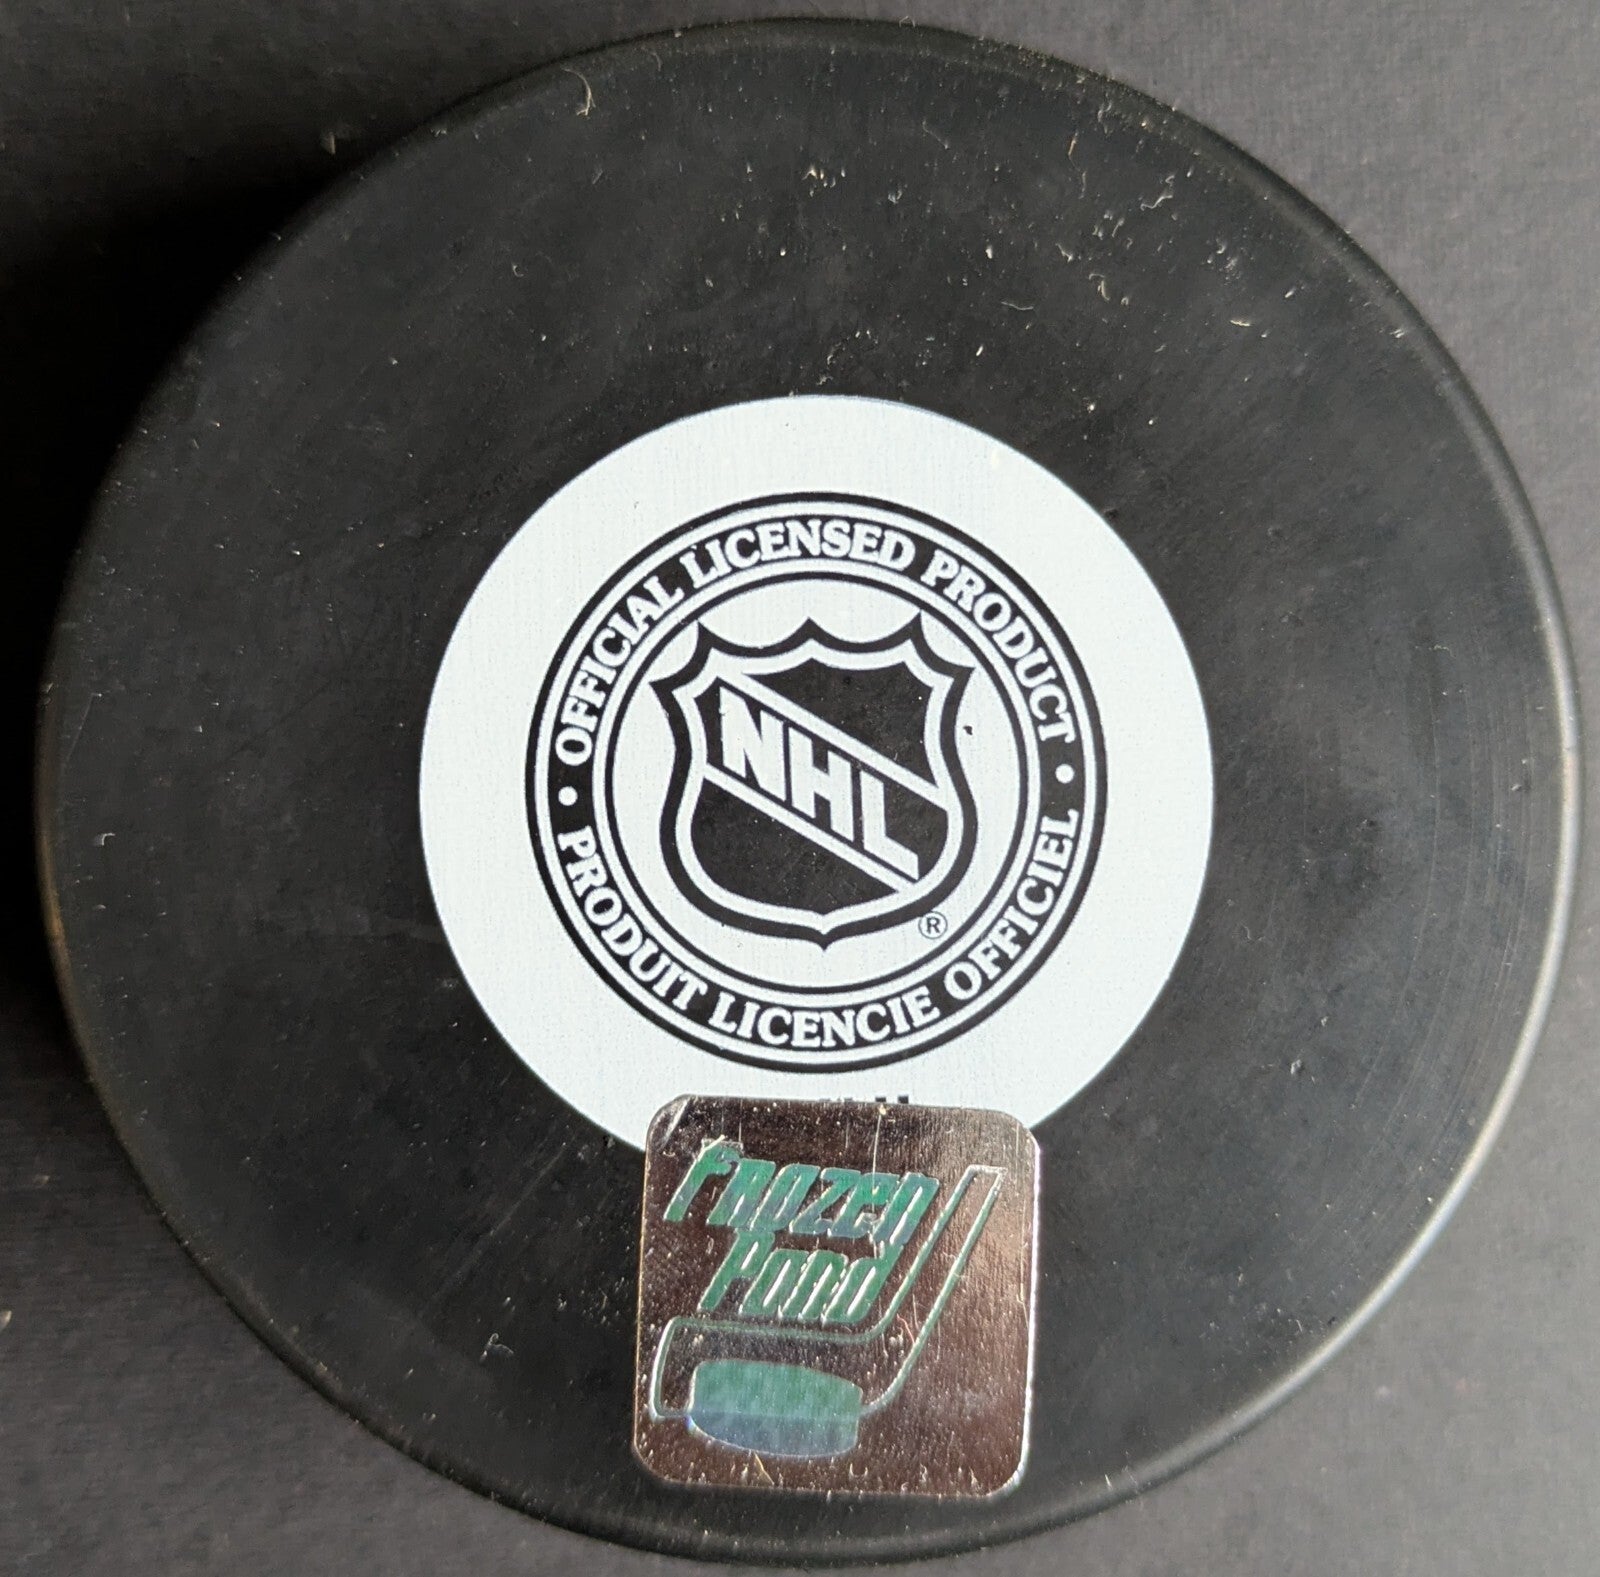 OFFICIAL LICENSED PRODUCT
NHL
®
PRODUIT LICENCIE OFFICIEL
FROZEN
POND